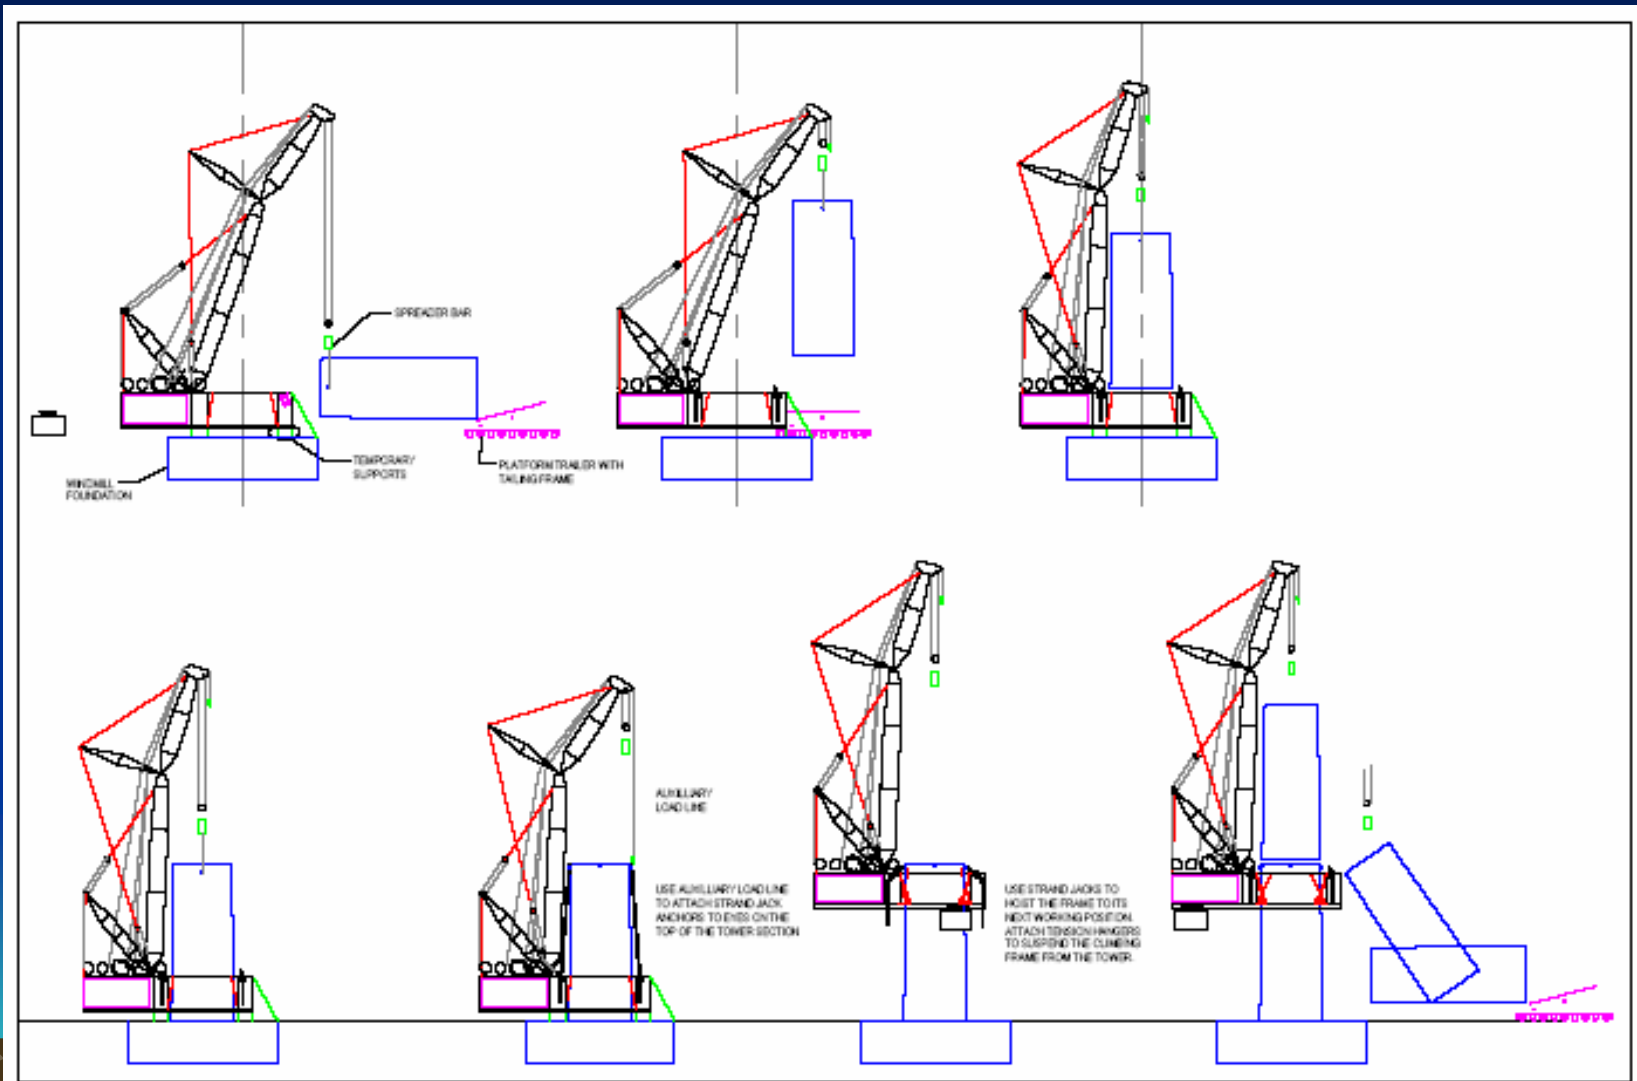 SPREADER BAR
TEMPORARY
SUPPORTS
PLATFORM TRAILER WITH
TAILING FRAME
WINDMILL
FOUNDATION
AUXILLIARY
LOAD LINE
USE AUXILLIARY LOAD LINE
TO ATTACH STRAND JACK
ANCHORS TO EYES ON THE
TOP OF THE TOWER SECTION
USE STRAND JACKS TO
HOIST THE FRAME TO ITS
NEXT WORKING POSITION.
ATTACH TENSION HANGERS
TO SUSPEND THE CLIMBING
FRAME FROM THE TOWER.